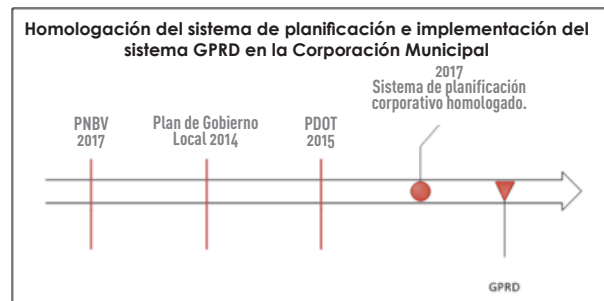 Homologación del sistema de planificación e implementación del
sistema GPRD en la Corporación Municipal
2017
Sistema de planificación
corporativo homologado.
PNBV
2017
Plan de Gobierno
Local 2014
PDOT
2015
GPRD